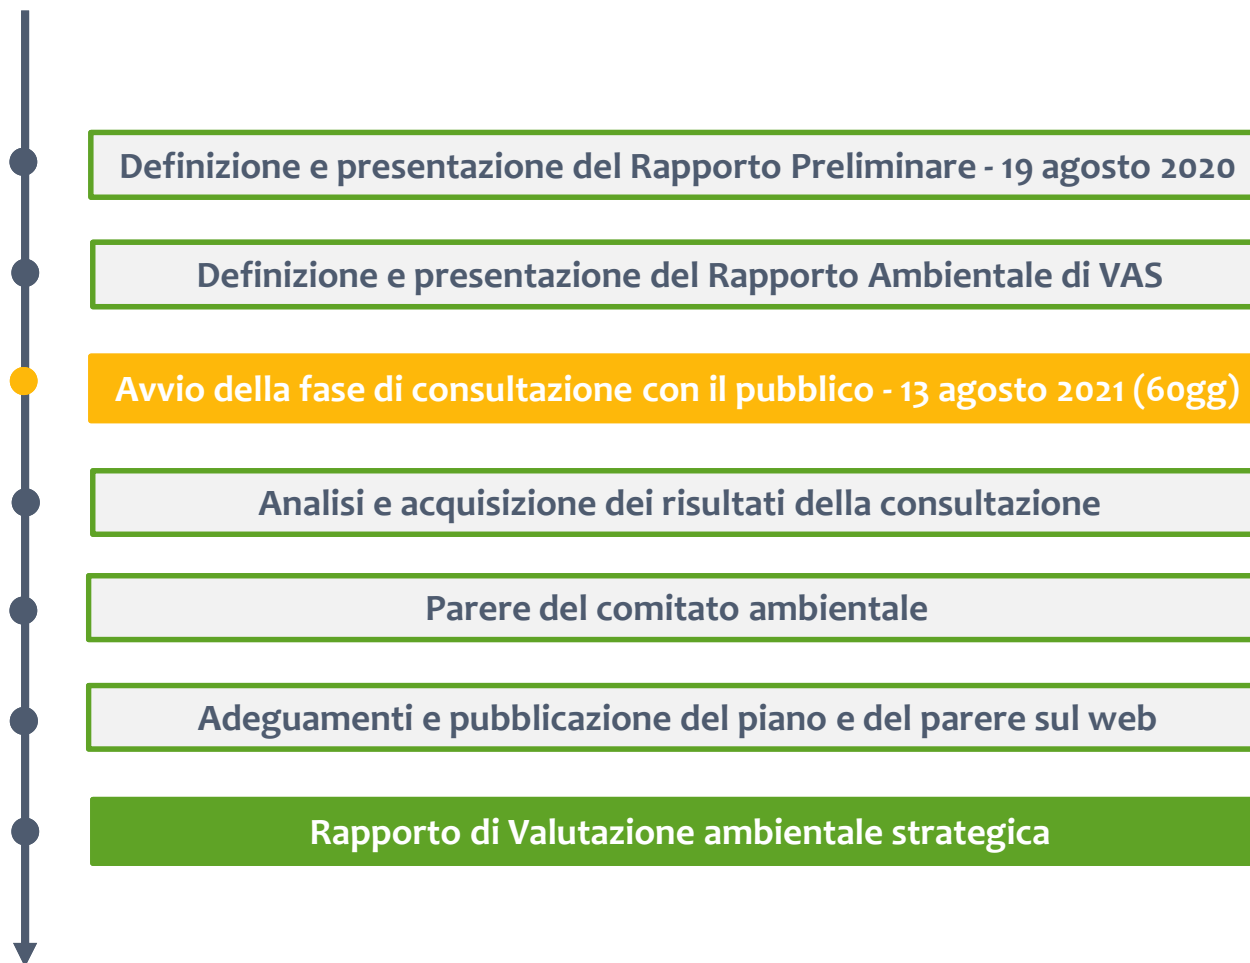 Definizione e presentazione del Rapporto Preliminare - 19 agosto 2020
Definizione e presentazione del Rapporto Ambientale di VAS
Avvio della fase di consultazione con il pubblico - 13 agosto 2021 (60gg)
Analisi e acquisizione dei risultati della consultazione
Parere del comitato ambientale
Adeguamenti e pubblicazione del piano e del parere sul web
Rapporto di Valutazione ambientale strategica